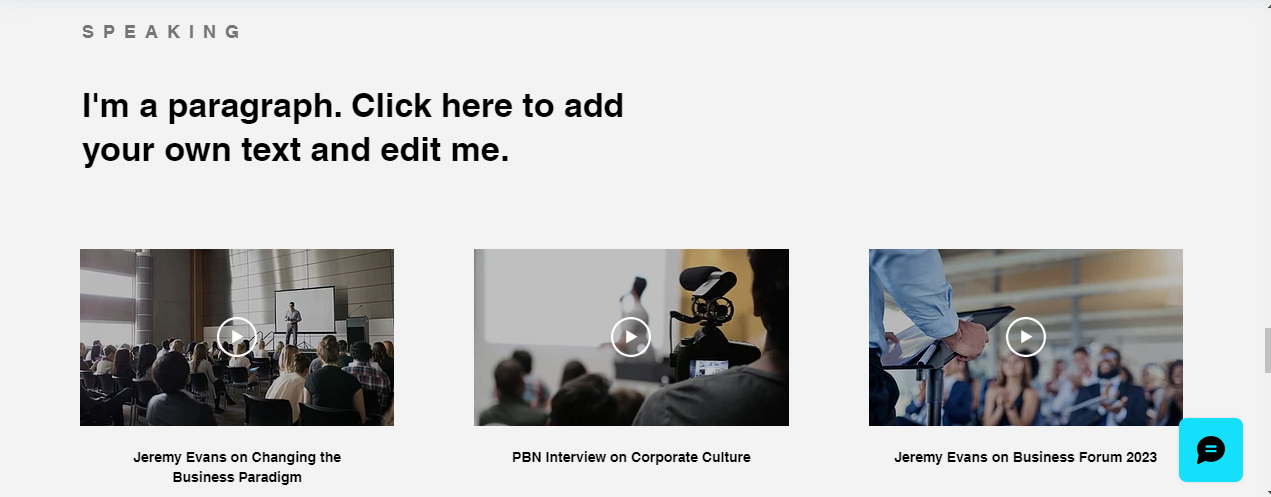 SPEAKING
I'm a paragraph. Click here to add
your own text and edit me.
Jeremy Evans on Changing the
Business Paradigm
PBN Interview on Corporate Culture
Jeremy Evans on Business Forum 2023